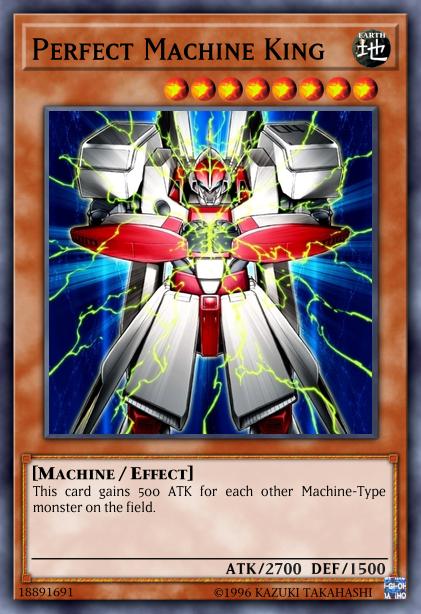 Perfect Machine King
EARTH
地
[Machine / Effect]
This card gains 500 ATK for each other Machine-Type
monster on the field.
ATK/2700 DEF/1500
18891691
©1996 KAZUKI TAKAHASHI